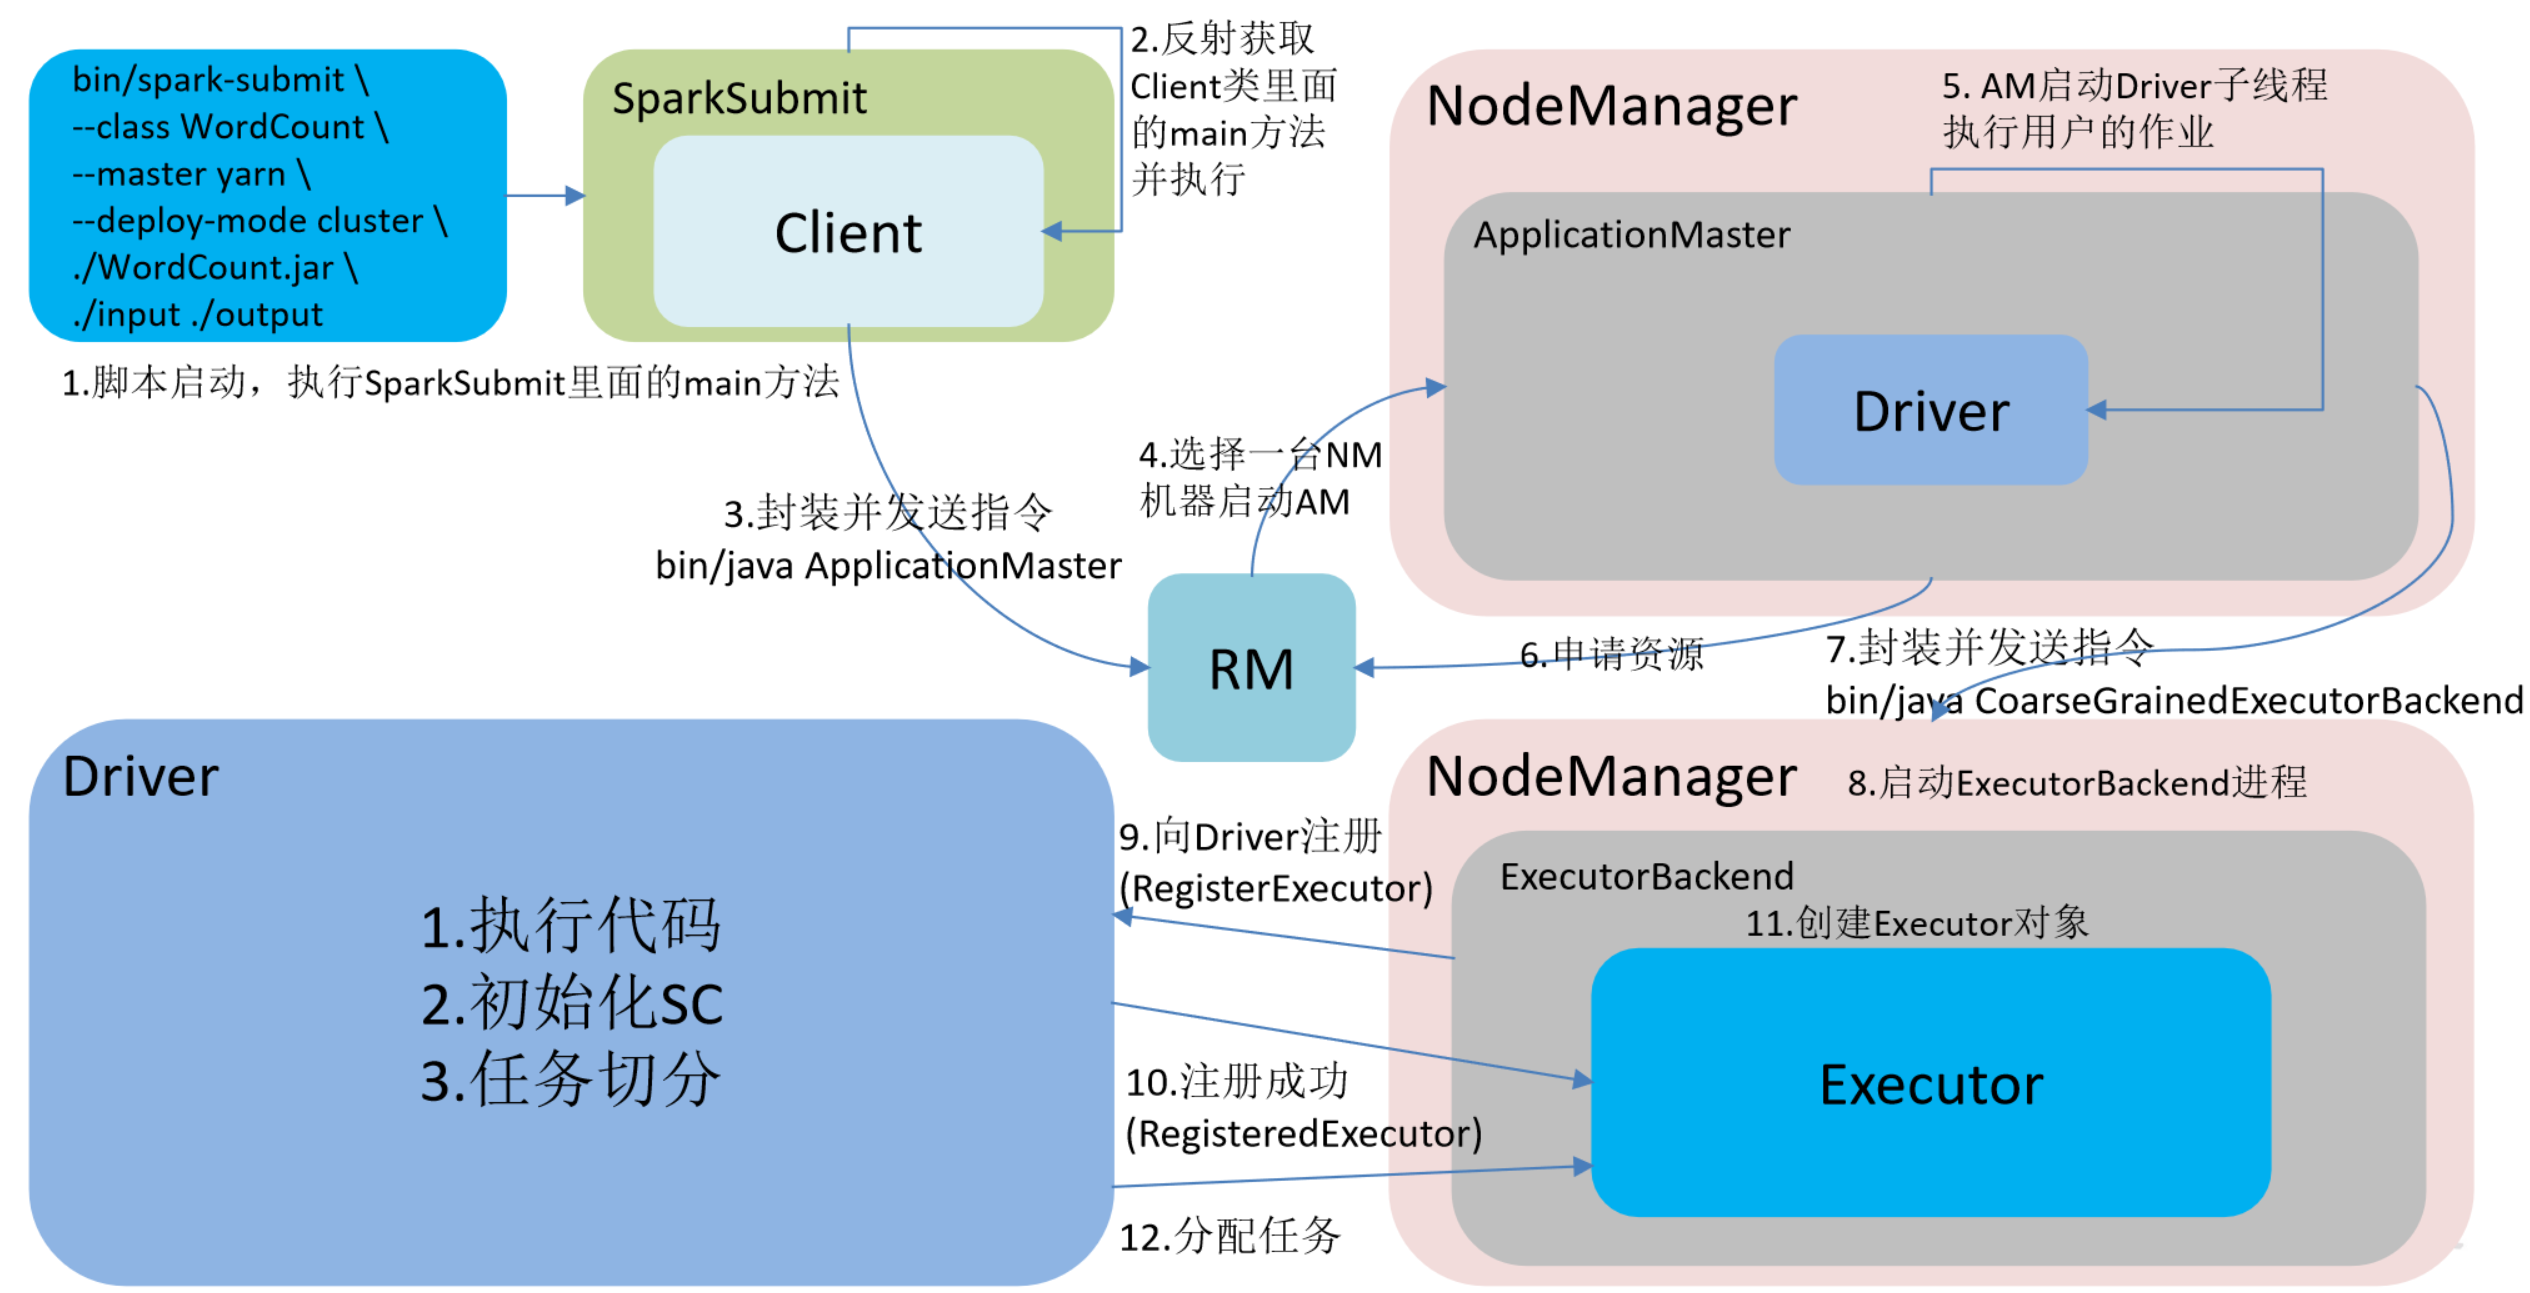 bin/spark-submit \
--class WordCount \
--master yarn \
--deploy-mode cluster \
./WordCount.jar \
./input ./output
1.脚本启动，执行SparkSubmit里面的main方法
SparkSubmit
Client
2.反射获取
Client类里面
的main方法
并执行
3.封装并发送指令
bin/java ApplicationMaster
4.选择一台NM
机器启动AM
RM
NodeManager
5. AM启动Driver子线程
执行用户的作业
ApplicationMaster
Driver
6.申请资源
7.封装并发送指令
bin/java CoarseGrainedExecutorBackend
Driver
1.执行代码
2.初始化SC
3.任务切分
NodeManager
8.启动ExecutorBackend进程
9.向Driver注册
(RegisterExecutor)
ExecutorBackend
11.创建Executor对象
Executor
10.注册成功
(RegisteredExecutor)
12.分配任务